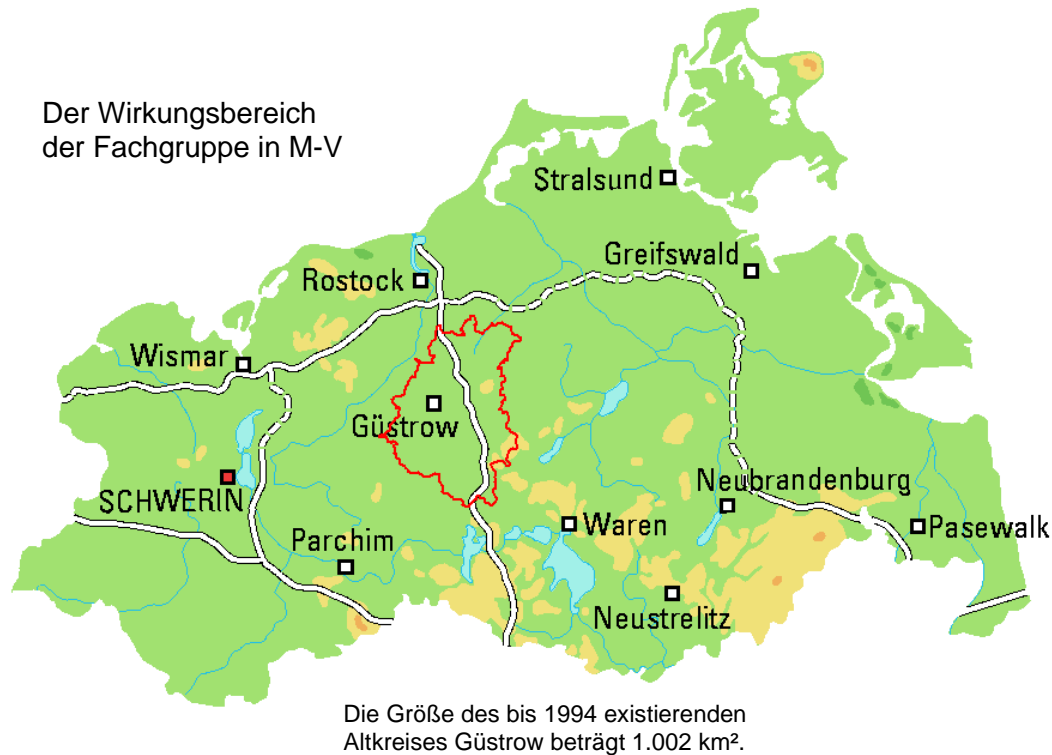 Der Wirkungsbereich
der Fachgruppe in M-V
Stralsund
Greifswald
Rostock
Wismar
Güstrow
SCHWERIN
Neubrandenburg
Waren
Pasewalk
Parchim
Neustrelitz
Die Größe des bis 1994 existierenden
Altkreises Güstrow beträgt 1.002 km².